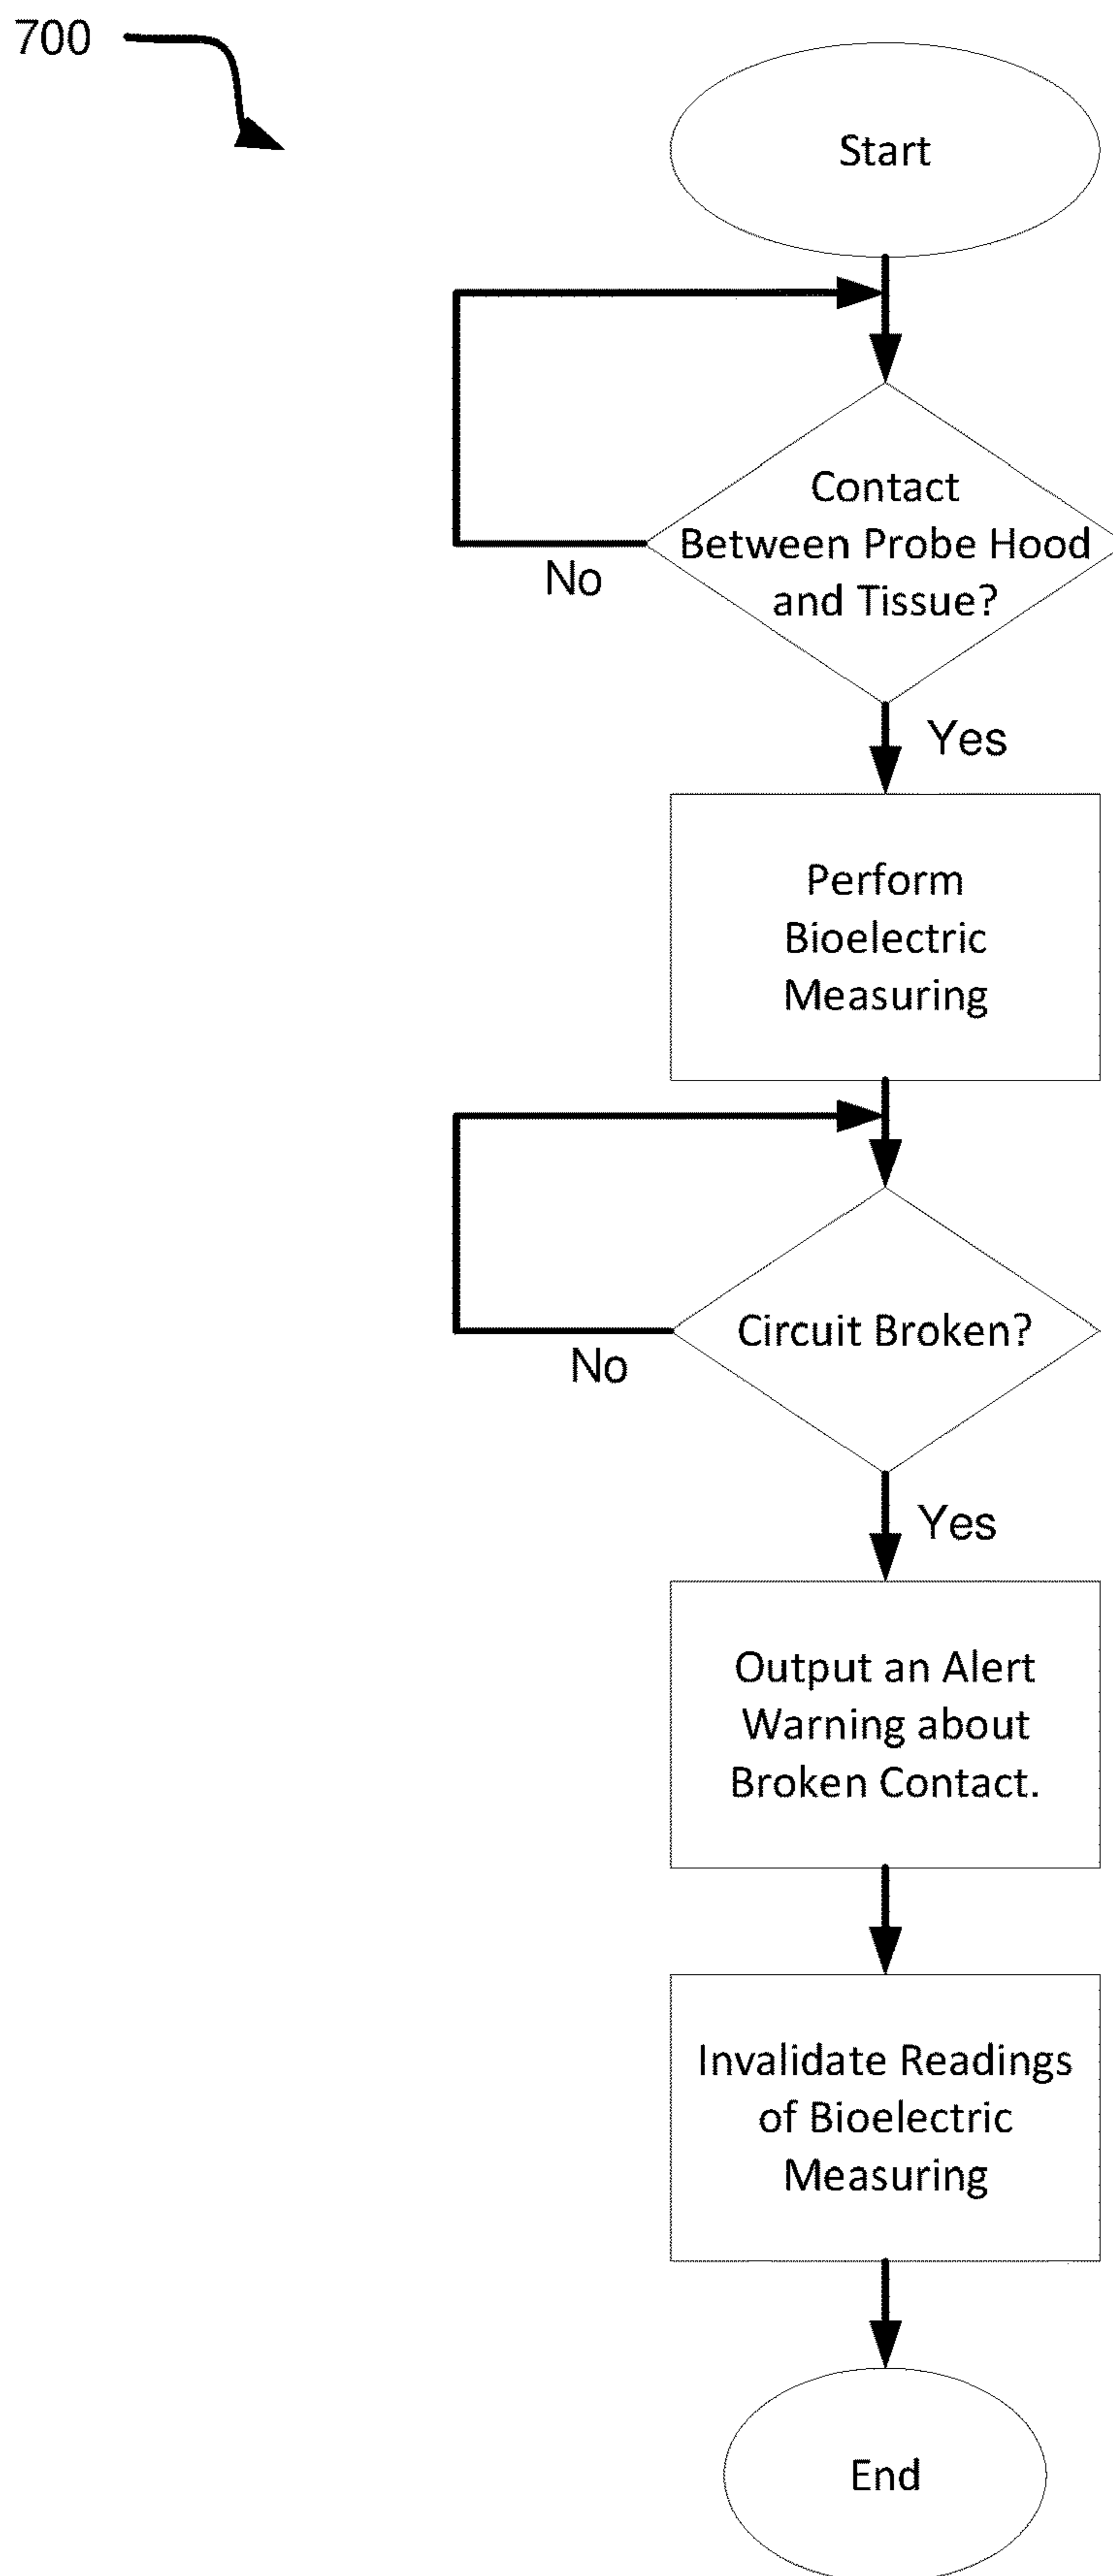 700
Start
Contact
Between Probe Hood
and Tissue?
No
Yes
Perform
Bioelectric
Measuring
Circuit Broken?
No
Yes
Output an Alert
Warning about
Broken Contact.
Invalidate Readings
of Bioelectric
Measuring
End